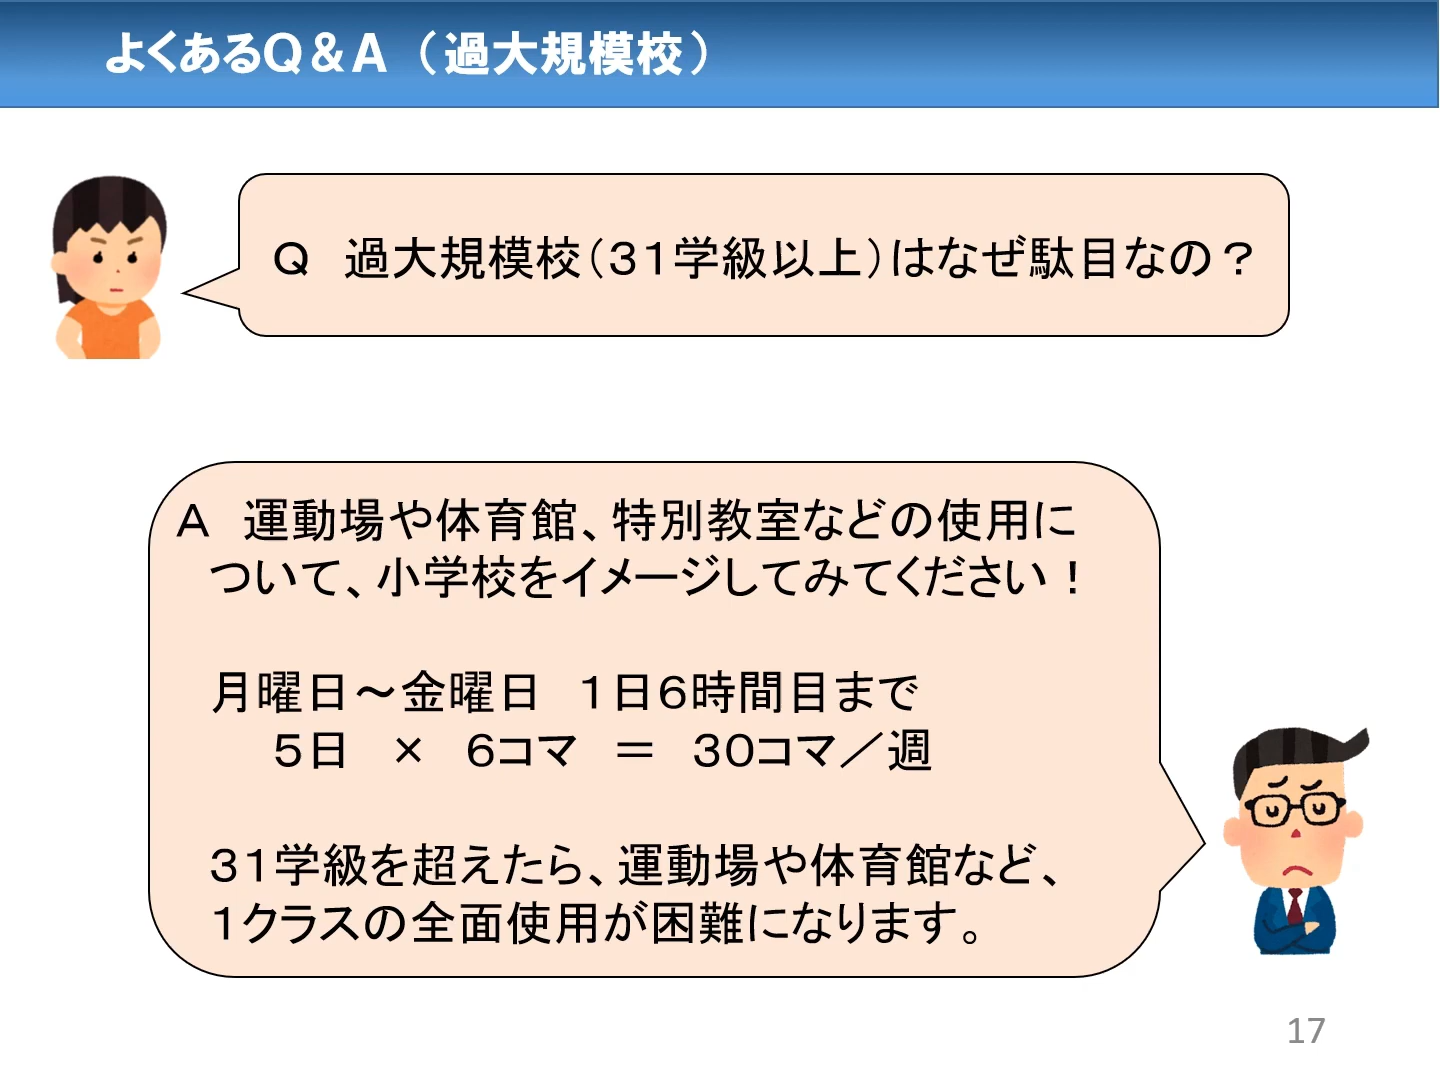 よくあるＱ＆Ａ（過大規模校）
Ｑ　過大規模校（３１学級以上）はなぜ駄目なの？
Ａ　運動場や体育館、特別教室などの使用に
ついて、小学校をイメージしてみてください！
月曜日～金曜日　１日６時間目まで
５日　×　６コマ　＝　３０コマ／週
３１学級を超えたら、運動場や体育館など、
１クラスの全面使用が困難になります。
17